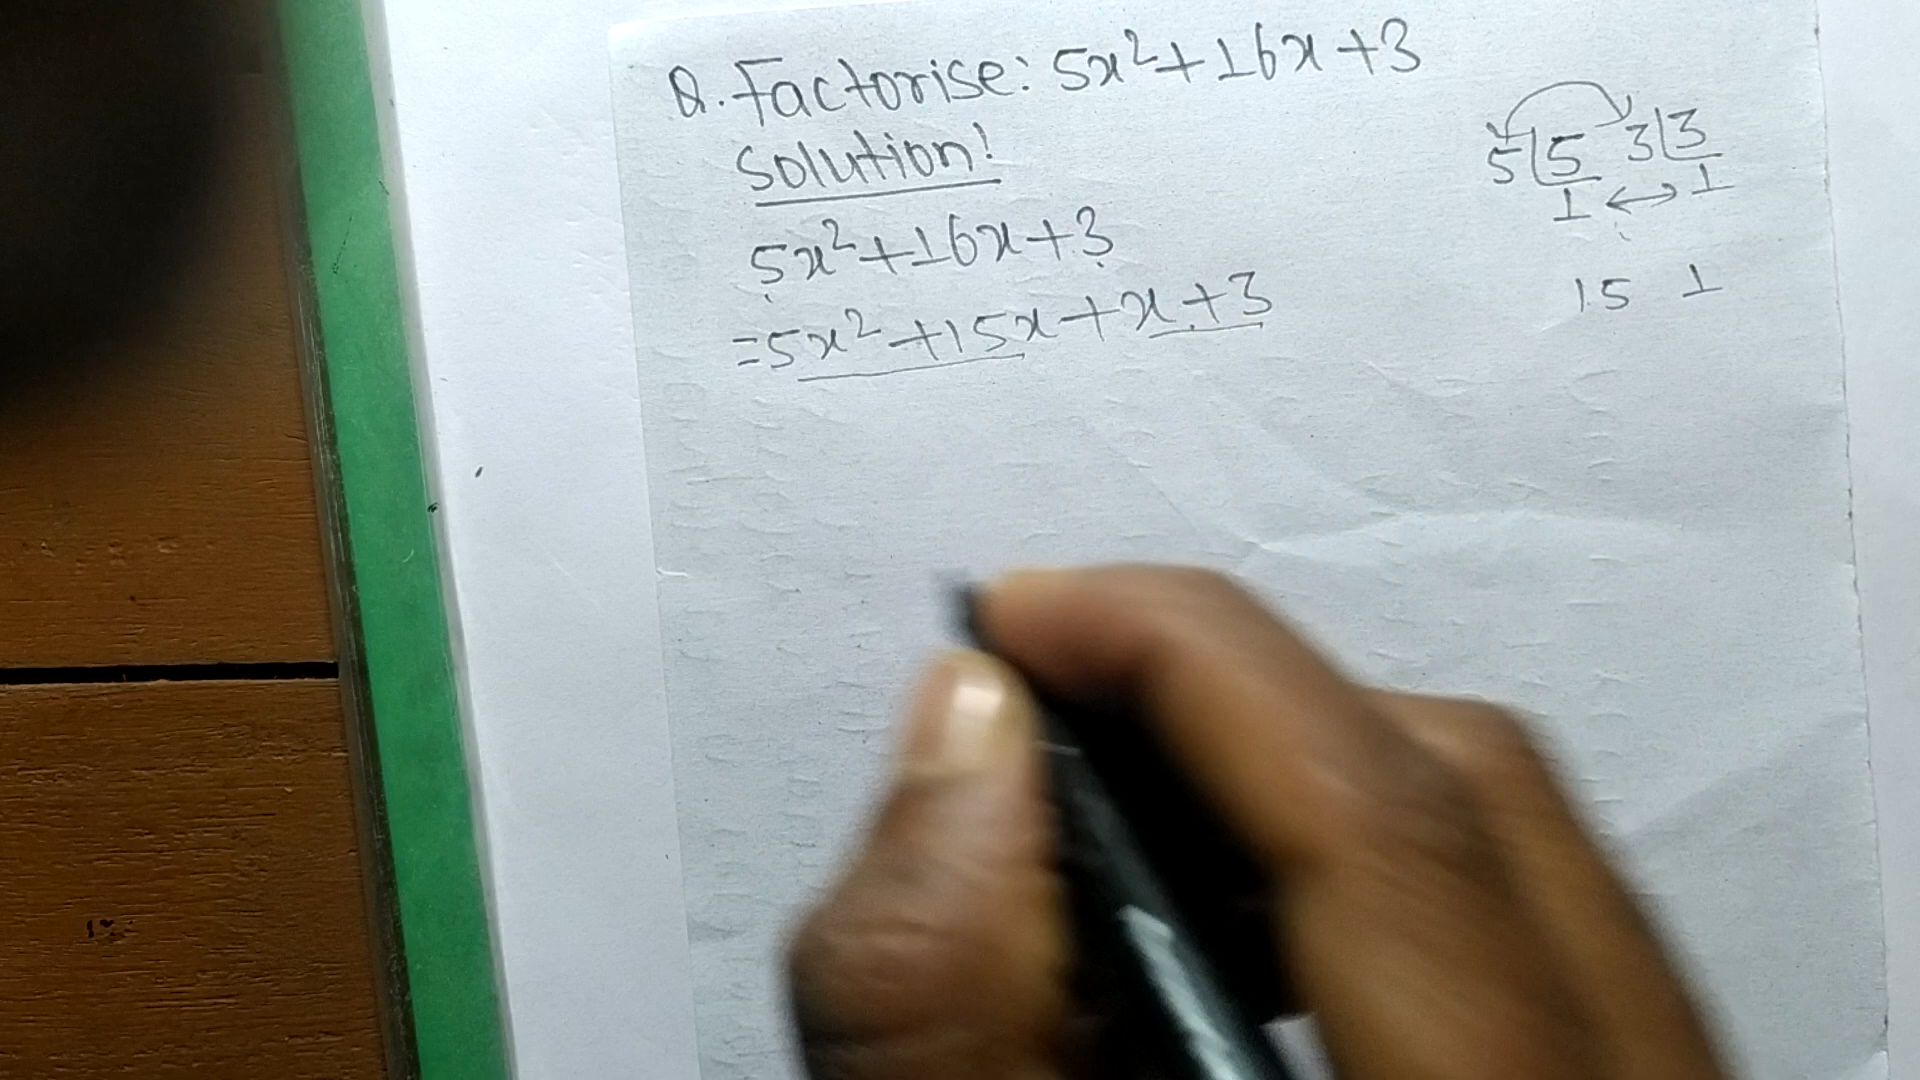 Q. Factorise: 5x²+16x+3
Solution!
5x²+16x+3
=5x²+15x+x+3
5 5 3 3
1 ↔ 1
15 1